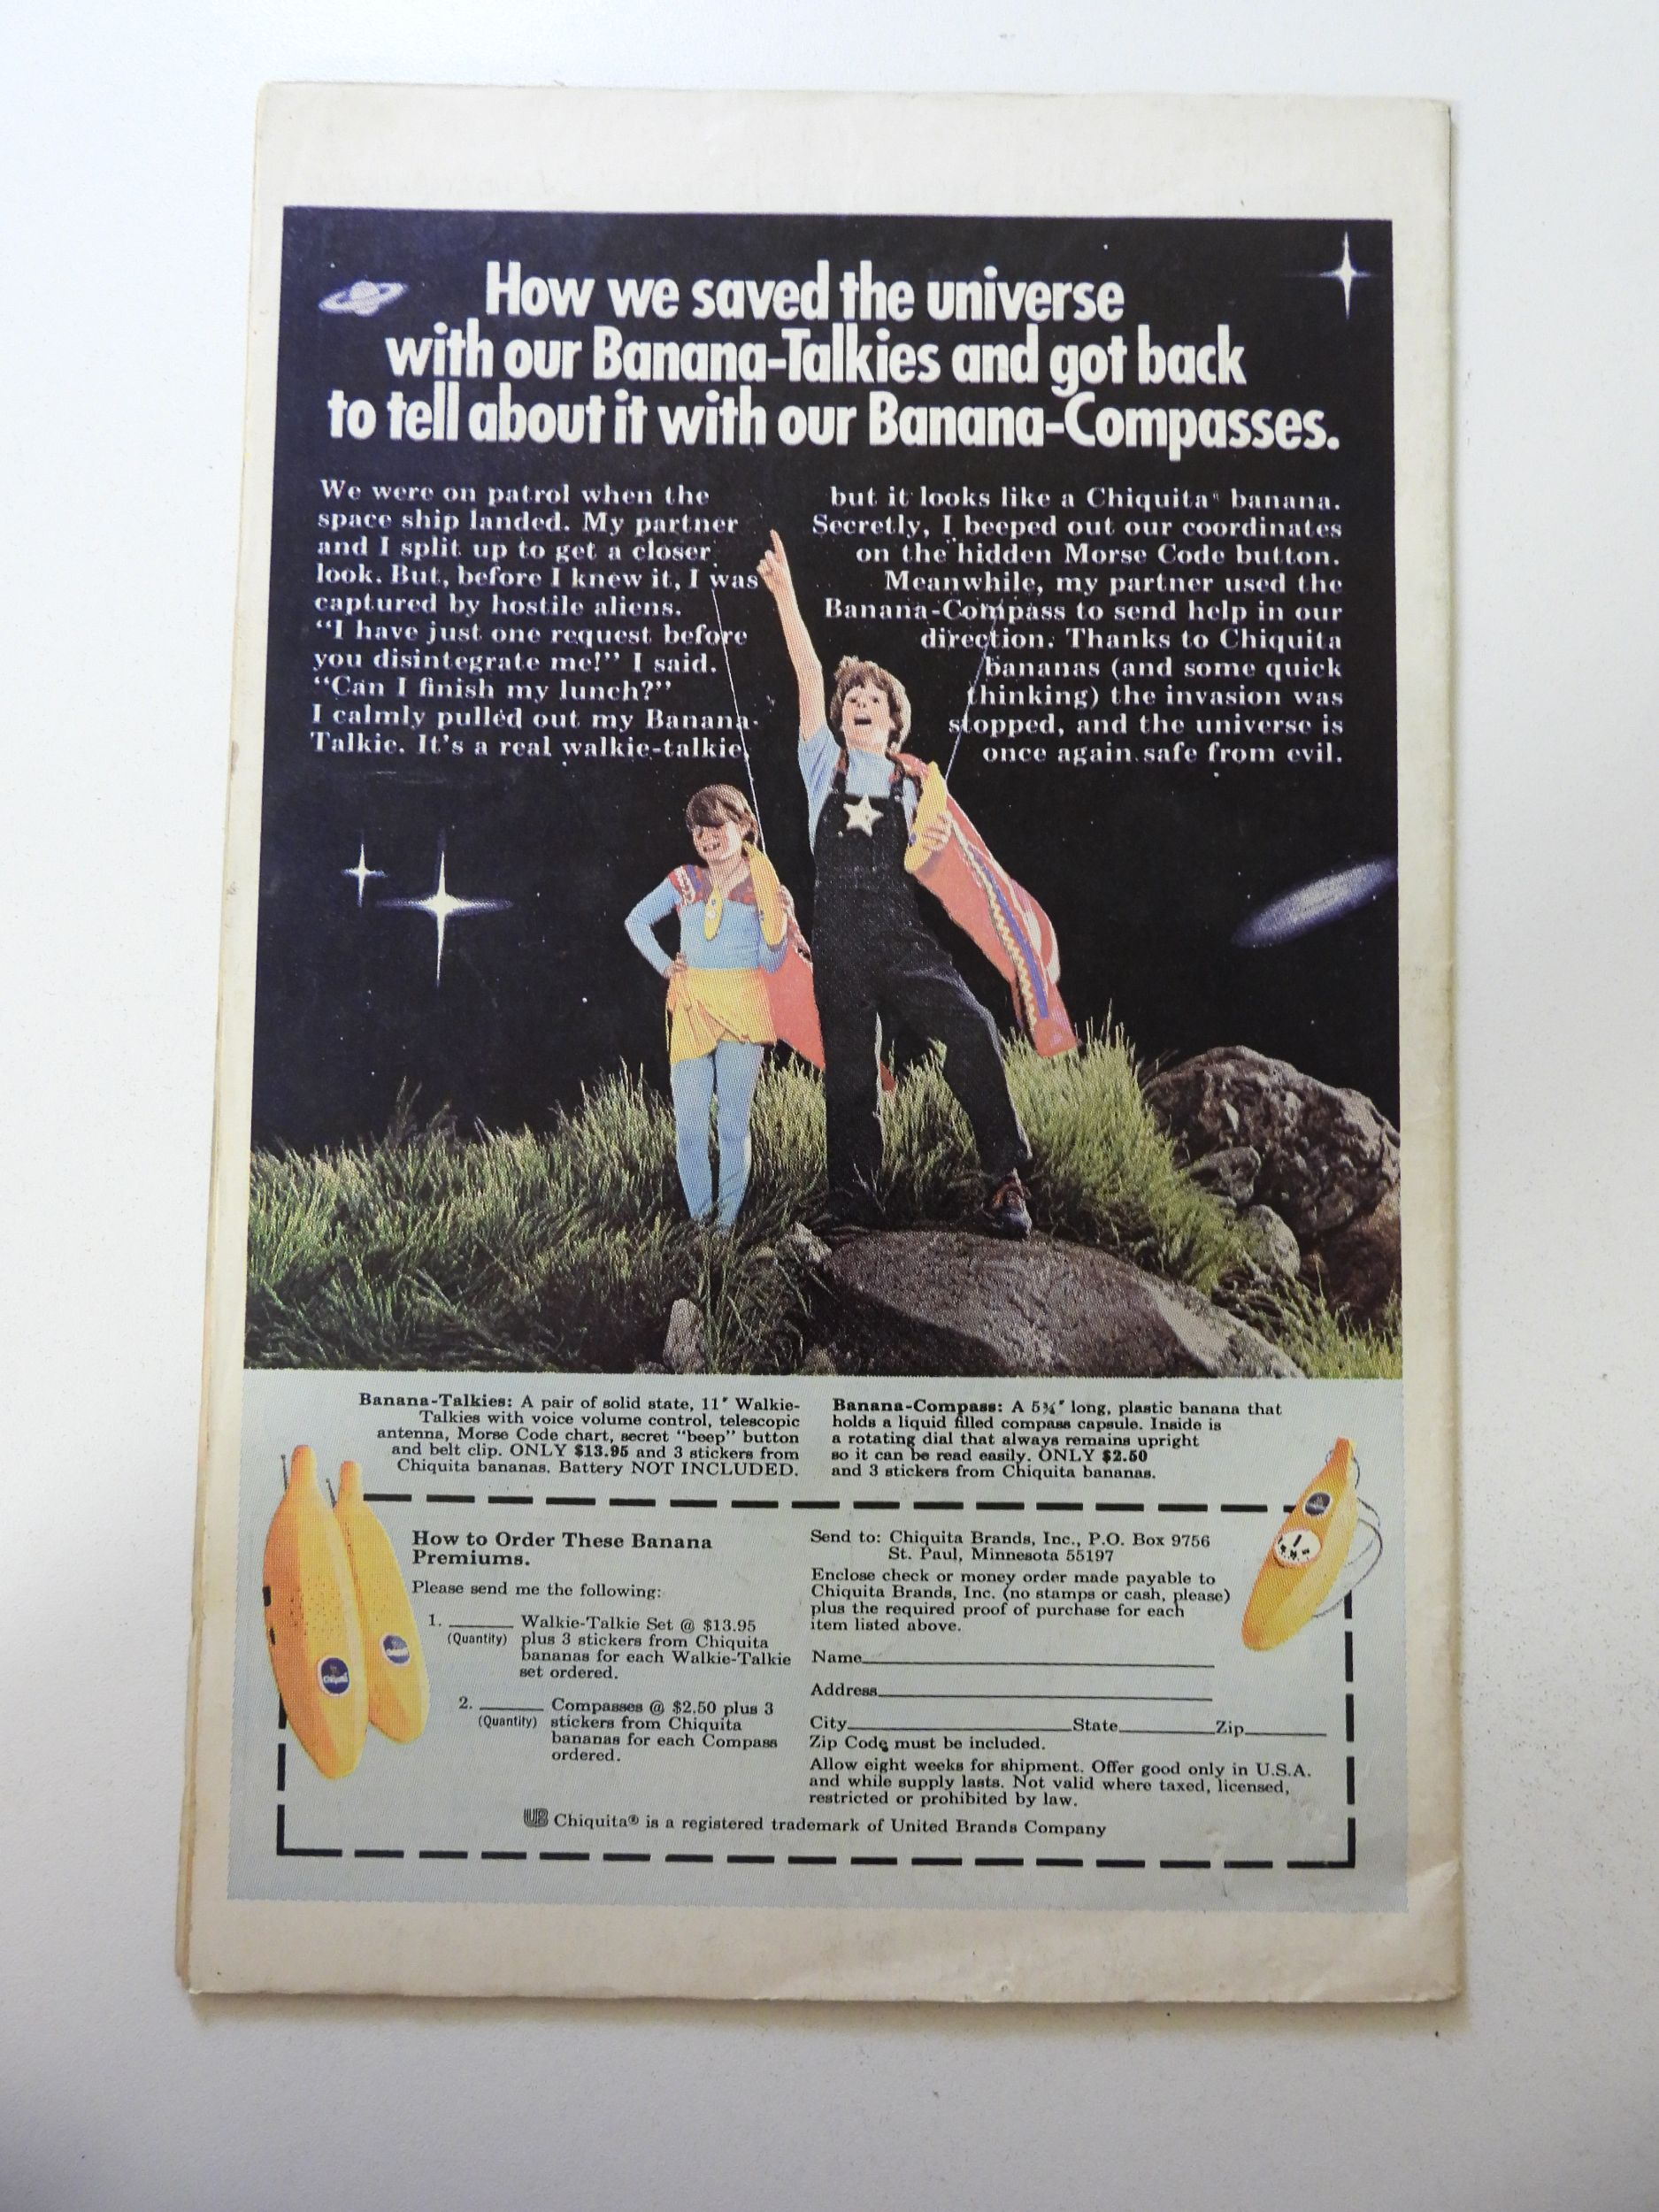 How we saved the universe
with our Banana-Talkies and got back
to tell about it with our Banana-Compasses.
We were on patrol when the
space ship landed. My partner
and I split up to get a closer
look. But, before I knew it, I was
captured by hostile aliens.
“I have just one request before
you disintegrate me!” I said.
“Can I finish my lunch?”
I calmly pulled out my Banana-
Talkie. It’s a real walkie-talkie,
but it looks like a Chiquita® banana.
Secretly, I beeped out our coordinates
on the hidden Morse Code button.
Meanwhile, my partner used the
Banana-Compass to send help in our
direction. Thanks to Chiquita
bananas (and some quick
thinking) the invasion was
stopped, and the universe is
once again safe from evil.
Banana-Talkies: A pair of solid state, 11″ Walkie-
Talkies with voice volume control, telescopic
antenna, Morse Code chart, secret “beep” button
and belt clip. ONLY $13.95 and 3 stickers from
Chiquita bananas. Battery NOT INCLUDED.
Banana-Compass: A 5¾″ long, plastic banana that
holds a liquid filled compass capsule. Inside is
a rotating dial that always remains upright
so it can be read easily. ONLY $2.50
and 3 stickers from Chiquita bananas.
How to Order These Banana
Premiums.
Please send me the following:
1. ______ Walkie-Talkie Set @ $13.95
(Quantity) plus 3 stickers from Chiquita
bananas for each Walkie-Talkie
set ordered.
2. ______ Compasses @ $2.50 plus 3
(Quantity) stickers from Chiquita
bananas for each Compass
ordered.
Send to: Chiquita Brands, Inc., P.O. Box 9756
St. Paul, Minnesota 55197
Enclose check or money order made payable to
Chiquita Brands, Inc. (no stamps or cash, please)
plus the required proof of purchase for each
item listed above.
Name
Address
City State Zip
Zip Code must be included.
Allow eight weeks for shipment. Offer good only in U.S.A.
and while supply lasts. Not valid where taxed, licensed,
restricted or prohibited by law.
UB Chiquita® is a registered trademark of United Brands Company
Chiquita